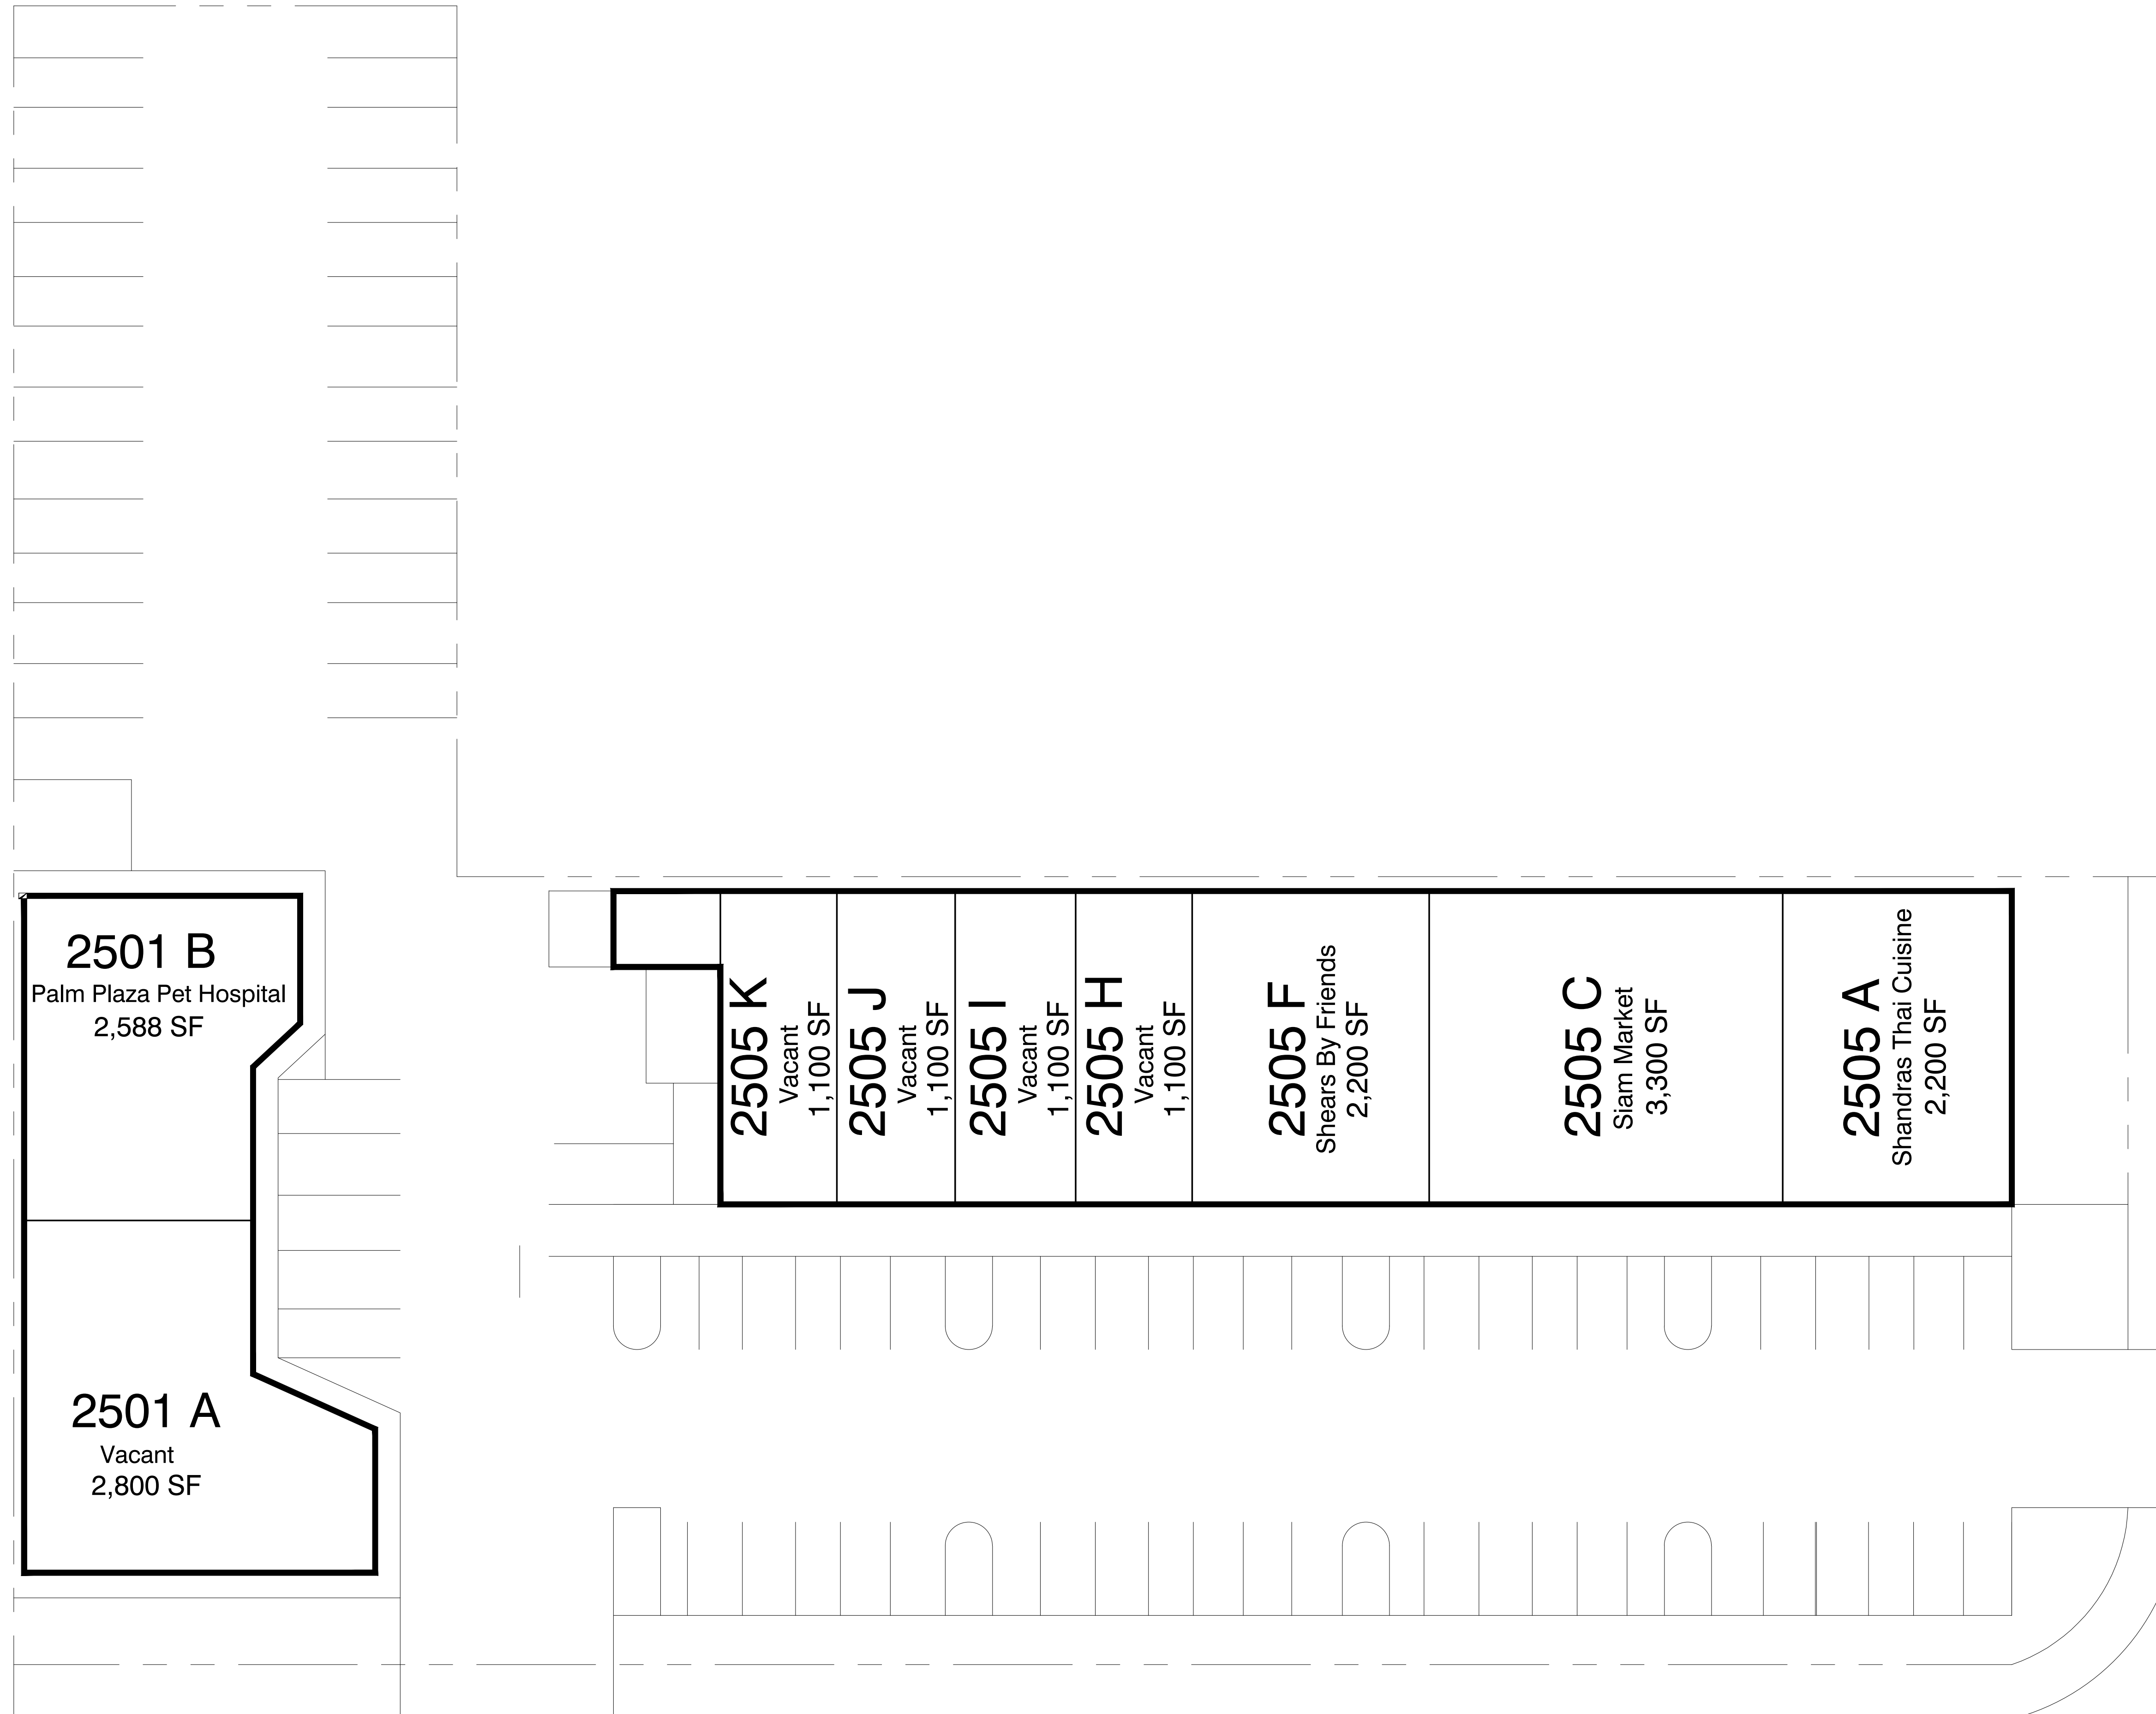 2501 B
Palm Plaza Pet Hospital
2,588 SF
2501 A
Vacant
2,800 SF
2505 K
Vacant
1,100 SF
2505 J
Vacant
1,100 SF
2505 I
Vacant
1,100 SF
2505 H
Vacant
1,100 SF
2505 F
Shears By Friends
2,200 SF
2505 C
Siam Market
3,300 SF
2505 A
Shandras Thai Cuisine
2,200 SF